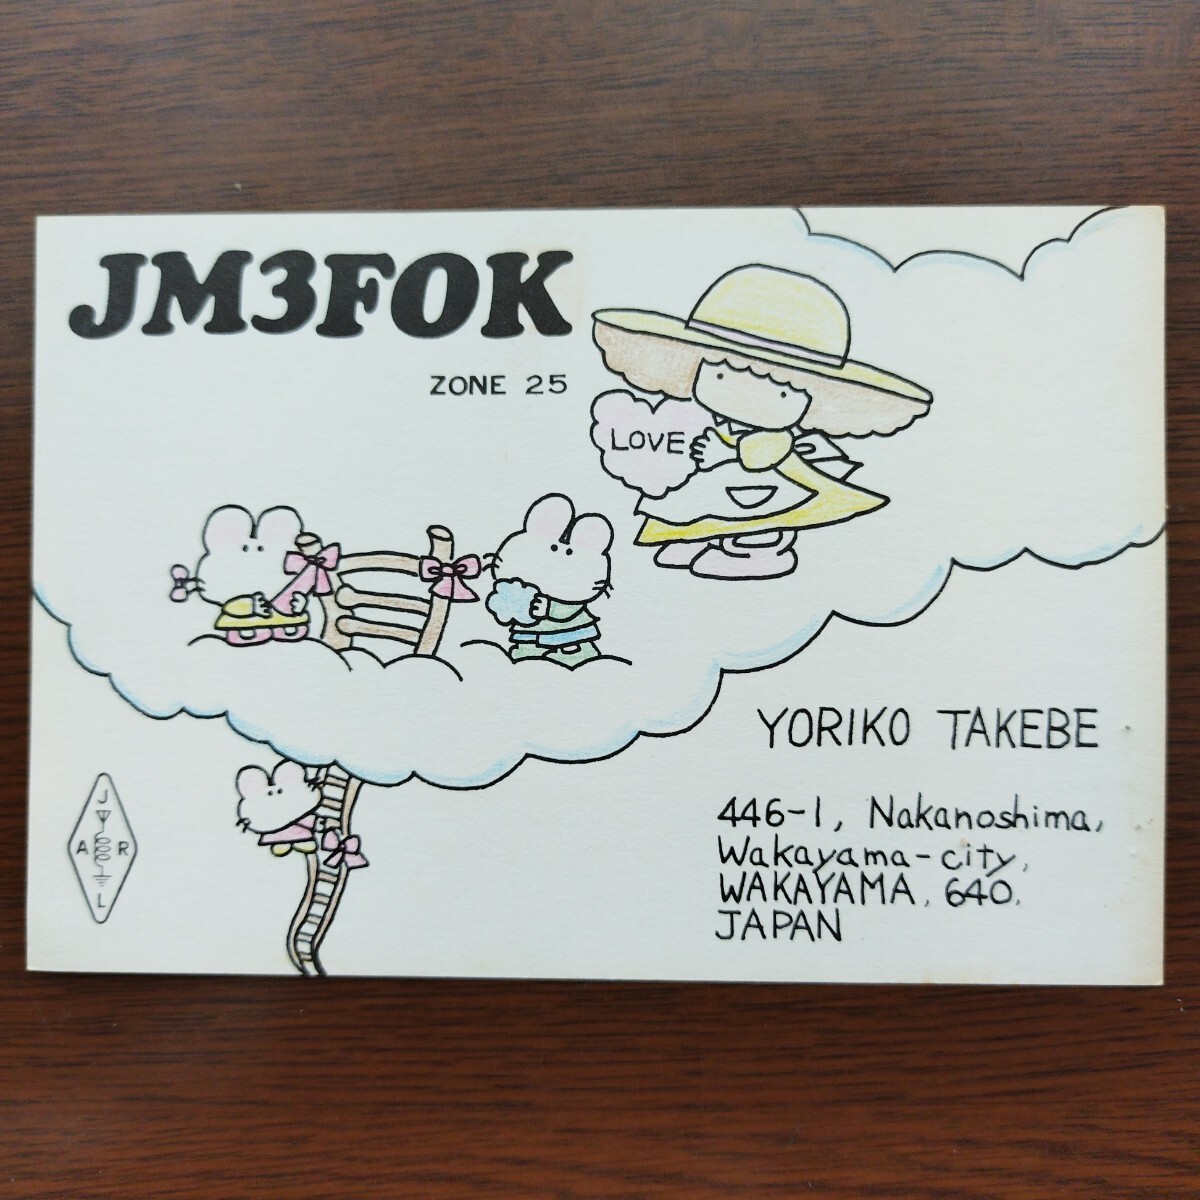 JM3FOK
ZONE 25
LOVE
YORIKO TAKEBE
446-1, Nakanoshima,
Wakayama-city,
WAKAYAMA, 640,
JAPAN
J
A R
L